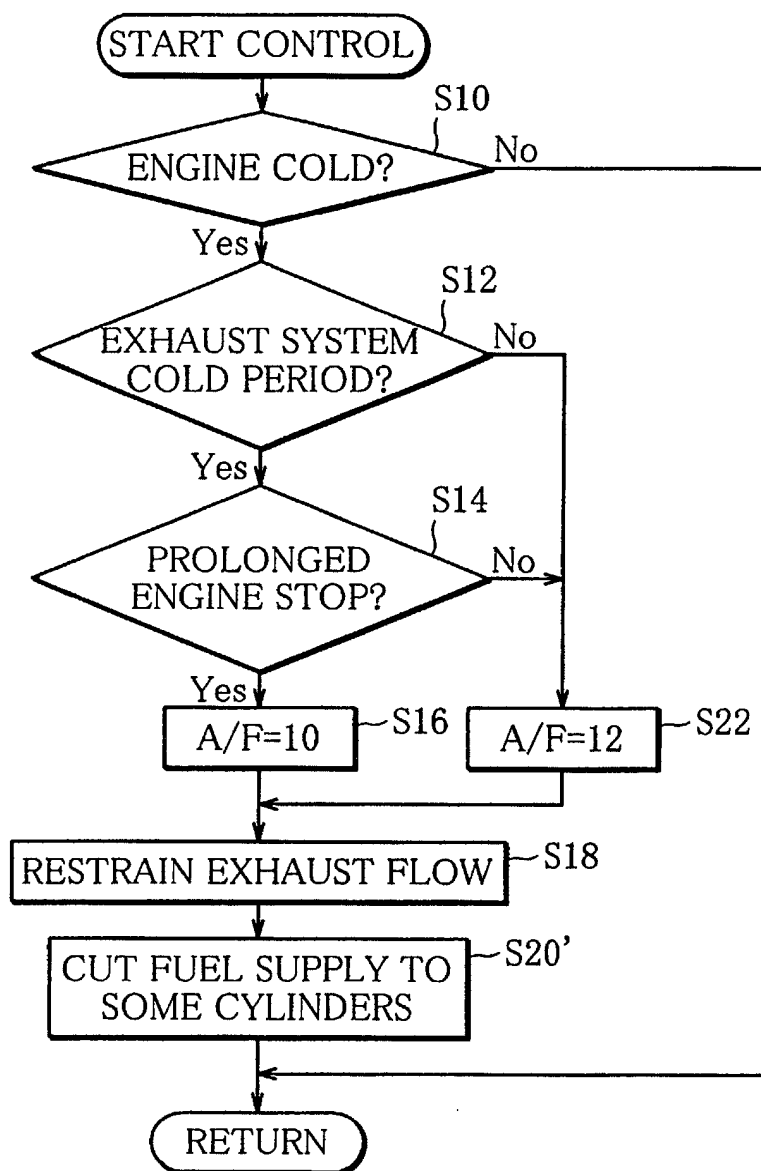 START CONTROL
S10
ENGINE COLD?
No
Yes
S12
EXHAUST SYSTEM
COLD PERIOD?
No
Yes
S14
PROLONGED
ENGINE STOP?
No
Yes
A/F=10
S16
A/F=12
S22
RESTRAIN EXHAUST FLOW
S18
CUT FUEL SUPPLY TO
SOME CYLINDERS
S20'
RETURN